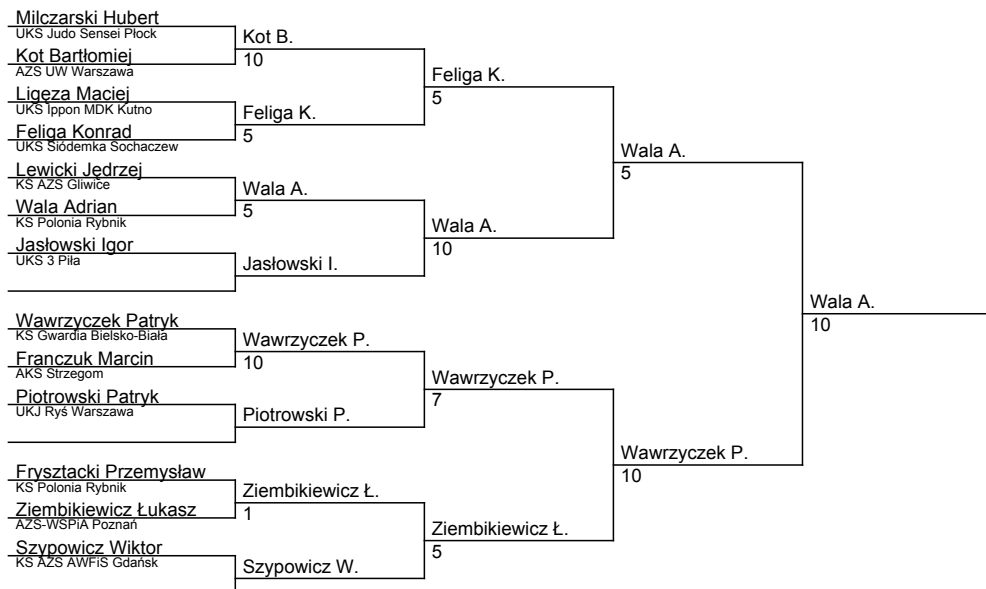 Milczarski Hubert
UKS Judo Sensei Płock
Kot Bartłomiej
AZS UW Warszawa
Ligęza Maciej
UKS Ippon MDK Kutno
Feliga Konrad
UKS Siódemka Sochaczew
Lewicki Jędrzej
KS AZS Gliwice
Wala Adrian
KS Polonia Rybnik
Jasłowski Igor
UKS 3 Piła
Wawrzyczek Patryk
KS Gwardia Bielsko-Biała
Franczuk Marcin
AKS Strzegom
Piotrowski Patryk
UKJ Ryś Warszawa
Frysztacki Przemysław
KS Polonia Rybnik
Ziembikiewicz Łukasz
AZS-WSPiA Poznań
Szypowicz Wiktor
KS AZS AWFiS Gdańsk
Kot B.
10
Feliga K.
5
Wala A.
5
Jasłowski I.
Wawrzyczek P.
10
Piotrowski P.
Ziembikiewicz Ł.
1
Szypowicz W.
Feliga K.
5
Wala A.
10
Wawrzyczek P.
7
Ziembikiewicz Ł.
5
Wala A.
5
Wawrzyczek P.
10
Wala A.
10